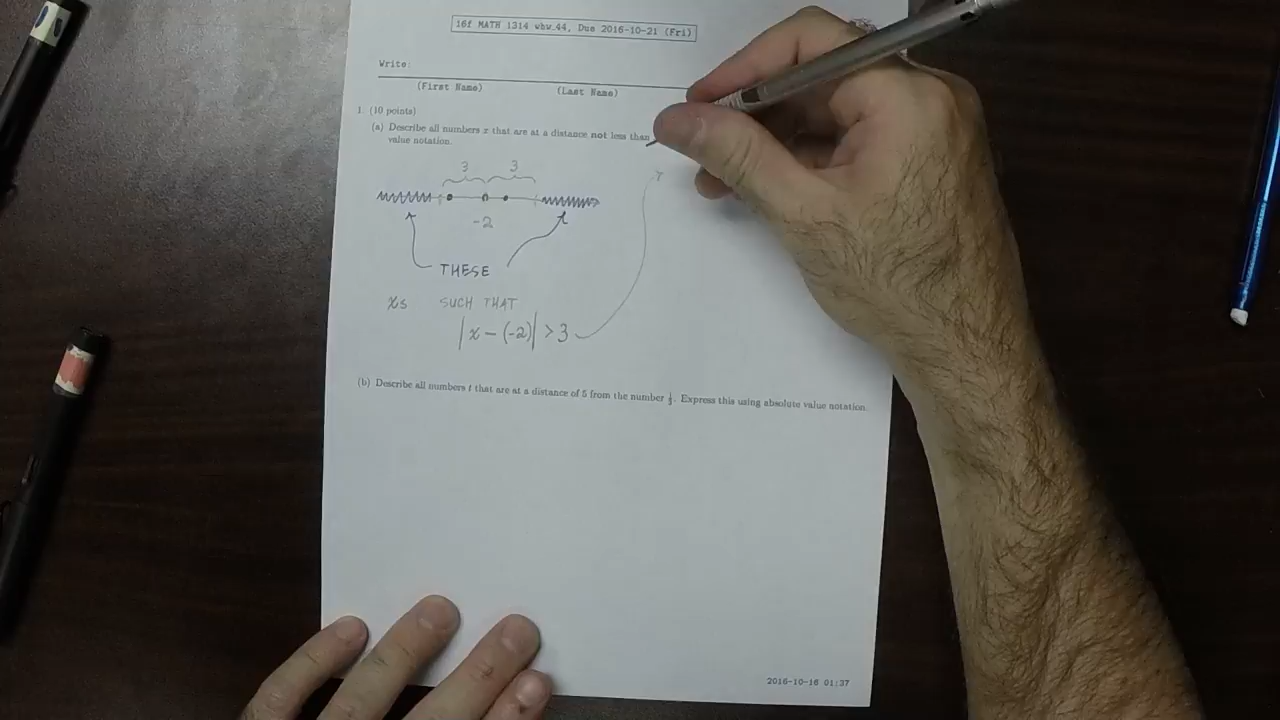 16f MATH 1314 whw_44, Due 2016-10-21 (Fri)
Write:
(First Name) (Last Name)
1. (10 points)
(a) Describe all numbers x that are at a distance not less than
value notation.
3 3
-2
THESE
xs SUCH THAT
|x - (-2)| > 3
(b) Describe all numbers t that are at a distance of 5 from the number 1/3. Express this using absolute value notation.
2016-10-16 01:37